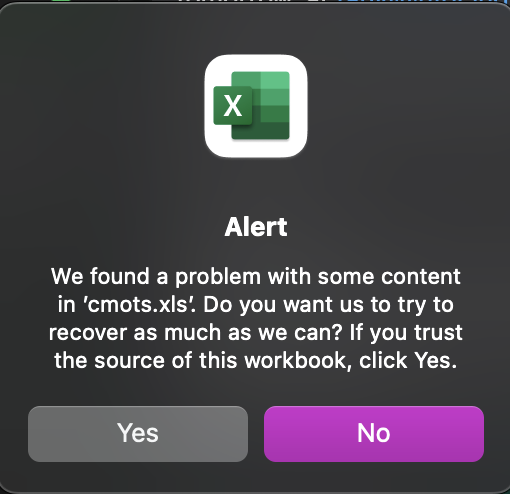 X
Alert
We found a problem with some content
in 'cmots.xls'. Do you want us to try to
recover as much as we can? If you trust
the source of this workbook, click Yes.
Yes
No